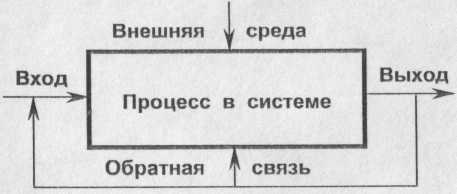 Внешняя среда
Вход
Выход
Процесс в системе
Обратная связь